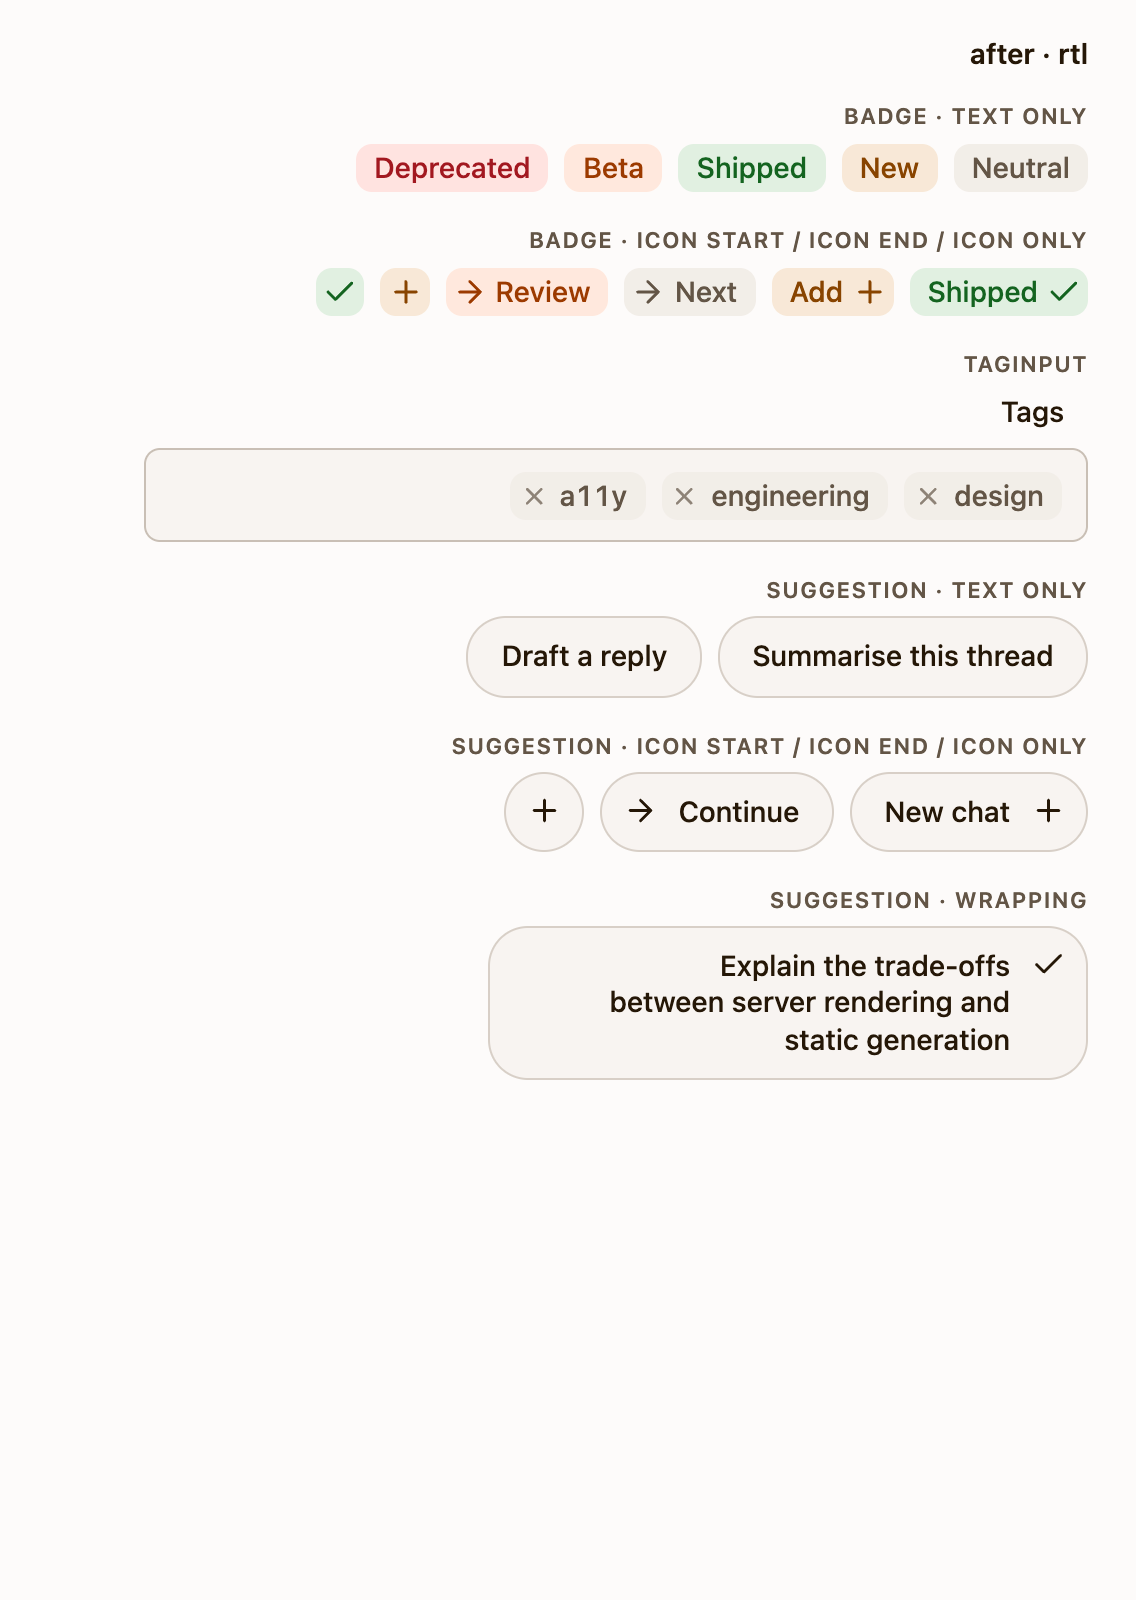 after · rtl
BADGE · TEXT ONLY
Deprecated Beta Shipped New Neutral
BADGE · ICON START / ICON END / ICON ONLY
Review Next Add Shipped
TAGINPUT
Tags
a11y engineering design
SUGGESTION · TEXT ONLY
Draft a reply Summarise this thread
SUGGESTION · ICON START / ICON END / ICON ONLY
Continue New chat
SUGGESTION · WRAPPING
Explain the trade-offs
between server rendering and
static generation